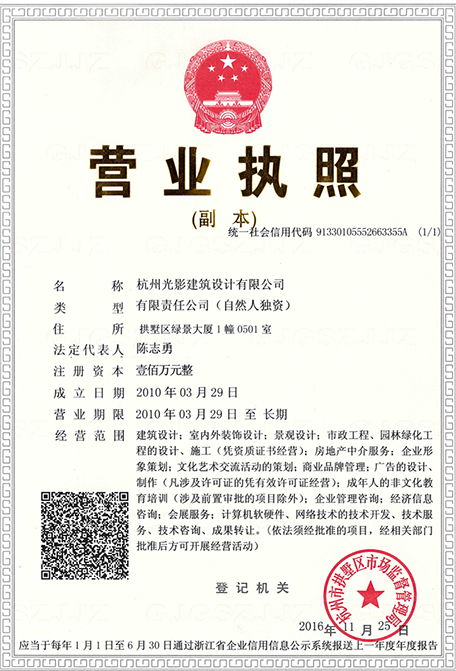 营业执照
(副 本)
统一社会信用代码 91330105552663355A (1/1)
名 称 杭州光影建筑设计有限公司
类 型 有限责任公司（自然人独资）
住 所 拱墅区绿景大厦1幢0501室
法定代表人 陈志勇
注册资本 壹佰万元整
成立日期 2010年03月29日
营业期限 2010年03月29日 至 长期
经营范围 建筑设计；室内外装饰设计；景观设计；市政工程、园林绿化工
程的设计、施工（凭资质证书经营）；房地产中介服务；企业形
象策划；文化艺术交流活动的策划；商业品牌管理；广告的设计、
制作（凡涉及许可证的凭有效许可证经营）；成年人的非文化教
育培训（涉及前置审批的项目除外）；企业管理咨询；经济信息
咨询；会展服务；计算机软硬件、网络技术的技术开发、技术服
务、技术咨询、成果转让。(依法须经批准的项目，经相关部门
批准后方可开展经营活动)
登记机关
杭州市拱墅区市场监督管理局
2016年11月25日
应当于每年1月1日至6月30日通过浙江省企业信用信息公示系统报送上一年度年度报告